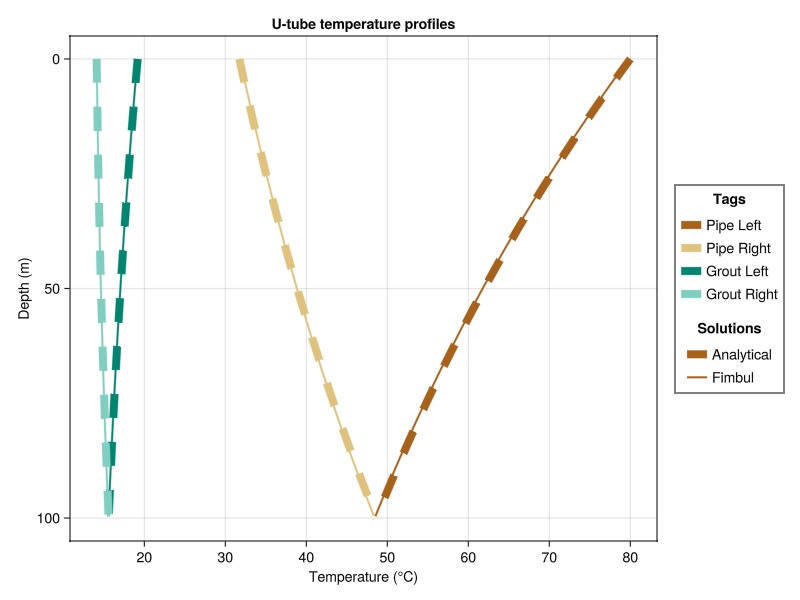 U-tube temperature profiles
0
50
100
Depth (m)
20
30
40
50
60
70
80
Temperature (°C)
Tags
Pipe Left
Pipe Right
Grout Left
Grout Right
Solutions
Analytical
Fimbul